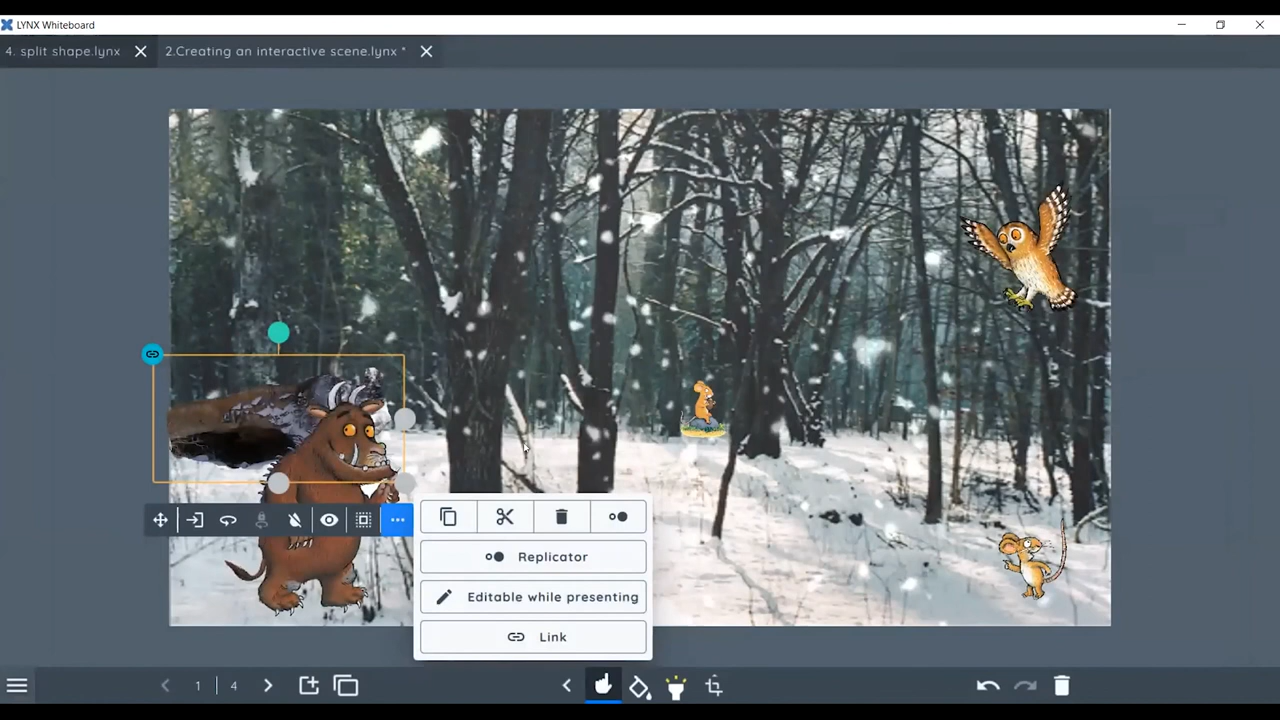 LYNX Whiteboard
4. split shape.lynx
2.Creating an interactive scene.lynx *
Replicator
Editable while presenting
Link
1 | 4